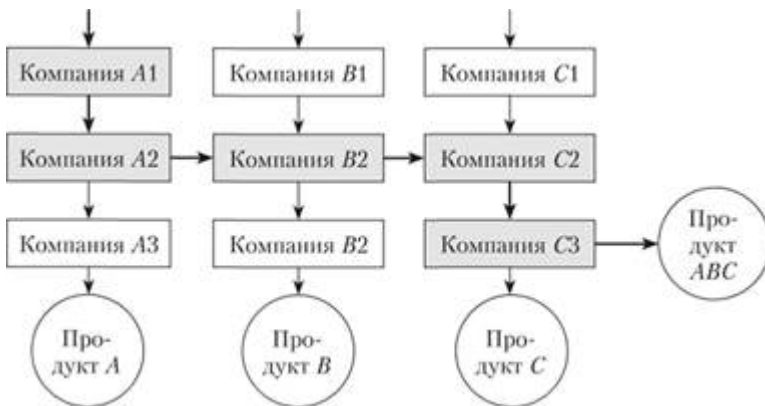 Компания A1
Компания B1
Компания C1
Компания A2
Компания B2
Компания C2
Компания A3
Компания B2
Компания C3
Про-
дукт
ABC
Про-
дукт A
Про-
дукт B
Про-
дукт C